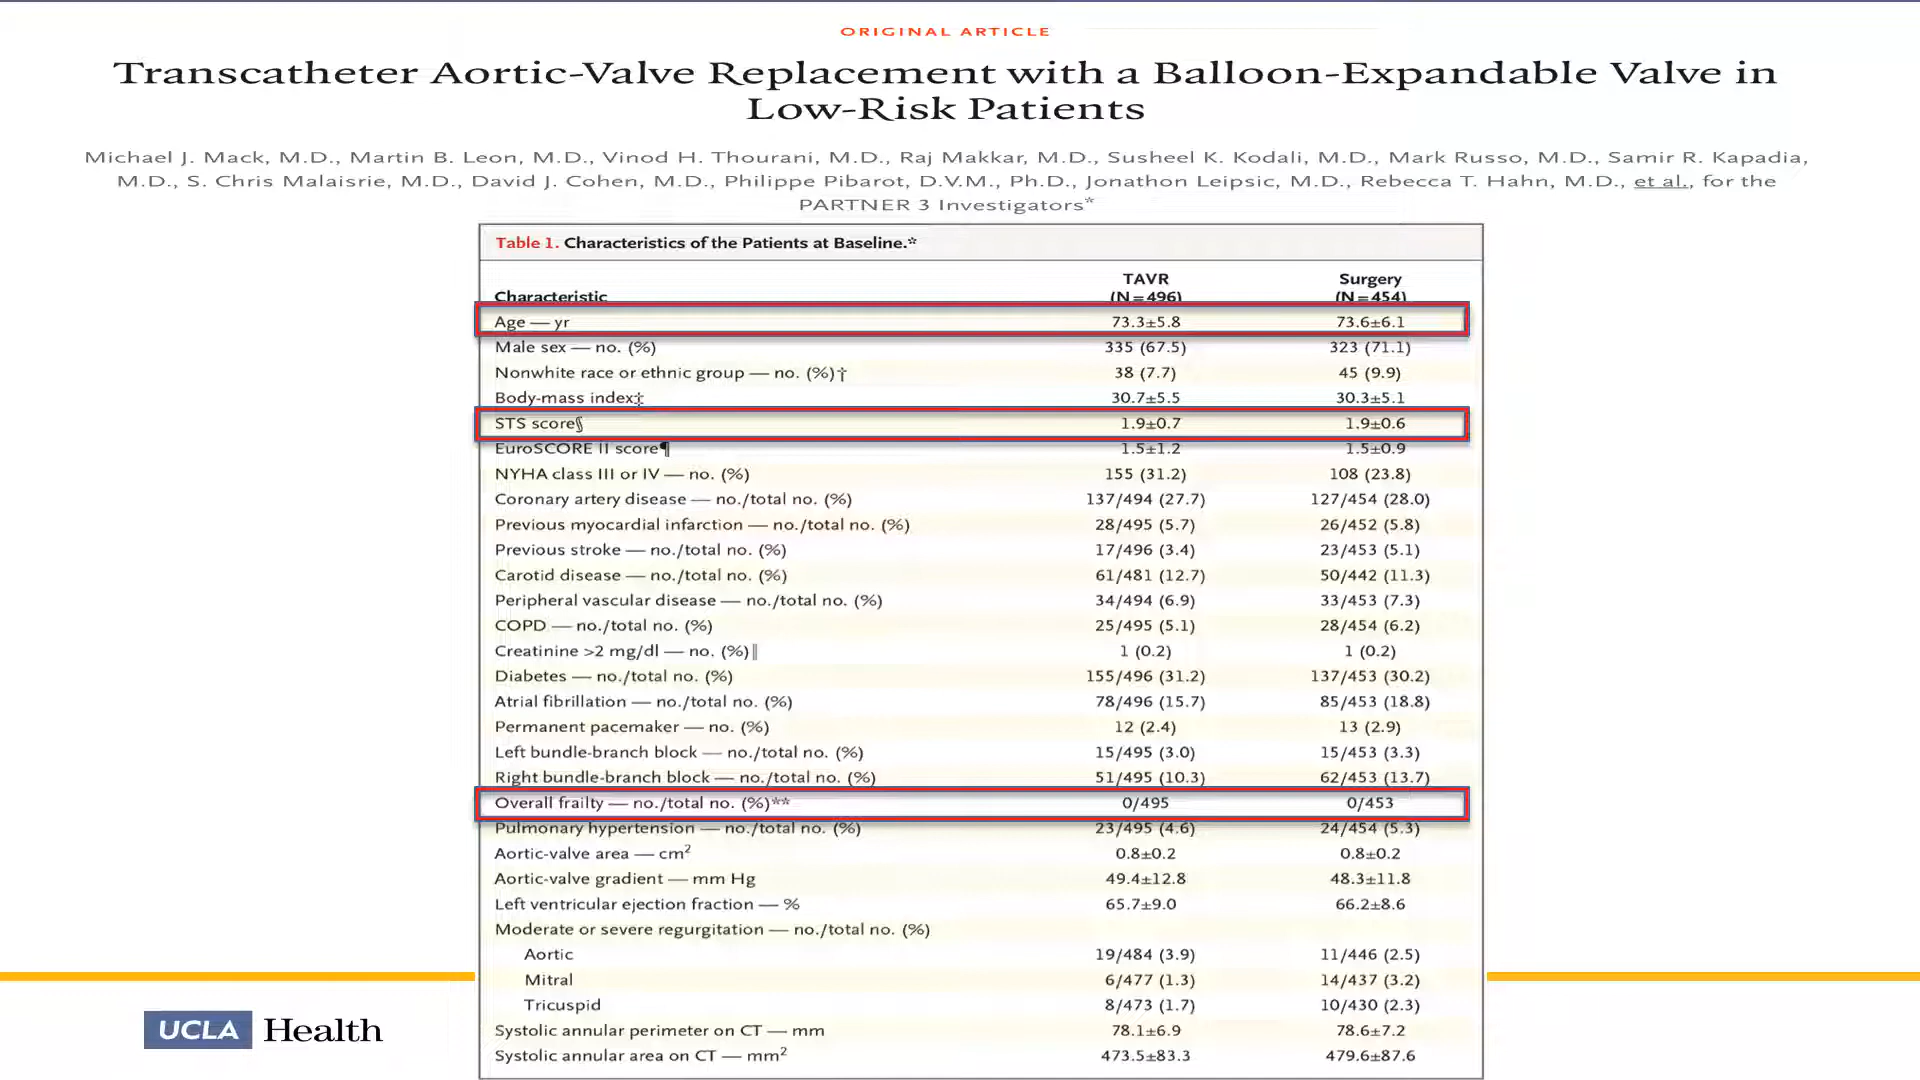 ORIGINAL ARTICLE
Transcatheter Aortic-Valve Replacement with a Balloon-Expandable Valve in
Low-Risk Patients
Michael J. Mack, M.D., Martin B. Leon, M.D., Vinod H. Thourani, M.D., Raj Makkar, M.D., Susheel K. Kodali, M.D., Mark Russo, M.D., Samir R. Kapadia,
M.D., S. Chris Malaisrie, M.D., David J. Cohen, M.D., Philippe Pibarot, D.V.M., Ph.D., Jonathon Leipsic, M.D., Rebecca T. Hahn, M.D., et al., for the
PARTNER 3 Investigators*
Table 1. Characteristics of the Patients at Baseline.*
Characteristic TAVR (N=496) Surgery (N=454)
Age — yr 73.3±5.8 73.6±6.1
Male sex — no. (%) 335 (67.5) 323 (71.1)
Nonwhite race or ethnic group — no. (%)† 38 (7.7) 45 (9.9)
Body-mass index‡ 30.7±5.5 30.3±5.1
STS score§ 1.9±0.7 1.9±0.6
EuroSCORE II score¶ 1.5±1.2 1.5±0.9
NYHA class III or IV — no. (%) 155 (31.2) 108 (23.8)
Coronary artery disease — no./total no. (%) 137/494 (27.7) 127/454 (28.0)
Previous myocardial infarction — no./total no. (%) 28/495 (5.7) 26/452 (5.8)
Previous stroke — no./total no. (%) 17/496 (3.4) 23/453 (5.1)
Carotid disease — no./total no. (%) 61/481 (12.7) 50/442 (11.3)
Peripheral vascular disease — no./total no. (%) 34/494 (6.9) 33/453 (7.3)
COPD — no./total no. (%) 25/495 (5.1) 28/454 (6.2)
Creatinine >2 mg/dl — no. (%)‖ 1 (0.2) 1 (0.2)
Diabetes — no./total no. (%) 155/496 (31.2) 137/453 (30.2)
Atrial fibrillation — no./total no. (%) 78/496 (15.7) 85/453 (18.8)
Permanent pacemaker — no. (%) 12 (2.4) 13 (2.9)
Left bundle-branch block — no./total no. (%) 15/495 (3.0) 15/453 (3.3)
Right bundle-branch block — no./total no. (%) 51/495 (10.3) 62/453 (13.7)
Overall frailty — no./total no. (%)** 0/495 0/453
Pulmonary hypertension — no./total no. (%) 23/495 (4.6) 24/454 (5.3)
Aortic-valve area — cm² 0.8±0.2 0.8±0.2
Aortic-valve gradient — mm Hg 49.4±12.8 48.3±11.8
Left ventricular ejection fraction — % 65.7±9.0 66.2±8.6
Moderate or severe regurgitation — no./total no. (%)
Aortic 19/484 (3.9) 11/446 (2.5)
Mitral 6/477 (1.3) 14/437 (3.2)
Tricuspid 8/473 (1.7) 10/430 (2.3)
Systolic annular perimeter on CT — mm 78.1±6.9 78.6±7.2
Systolic annular area on CT — mm² 473.5±83.3 479.6±87.6
UCLA Health